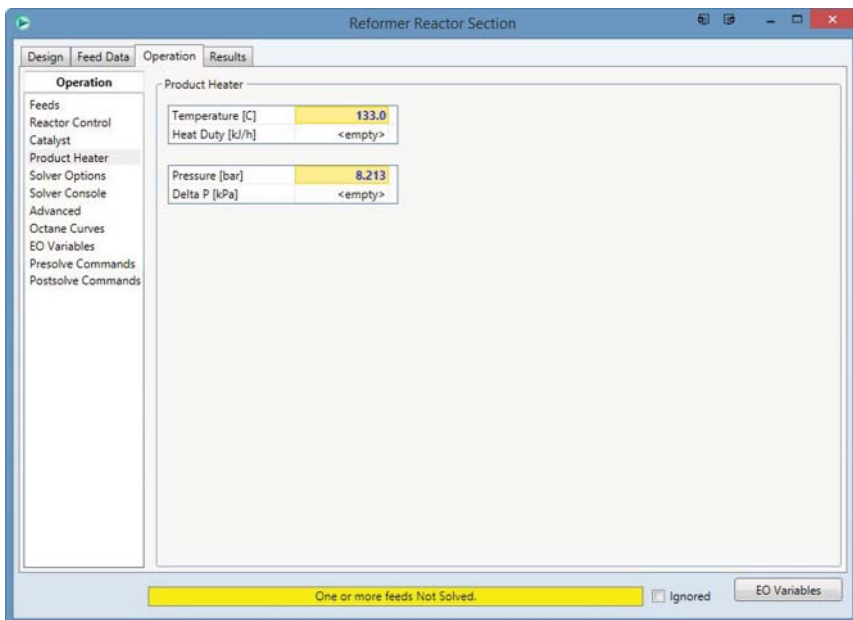 Reformer Reactor Section
Design Feed Data Operation Results
Operation
Feeds
Reactor Control
Catalyst
Product Heater
Solver Options
Solver Console
Advanced
Octane Curves
EO Variables
Presolve Commands
Postsolve Commands
Product Heater
Temperature [C] 133.0
Heat Duty [kJ/h] <empty>
Pressure [bar] 8.213
Delta P [kPa] <empty>
One or more feeds Not Solved.
Ignored
EO Variables